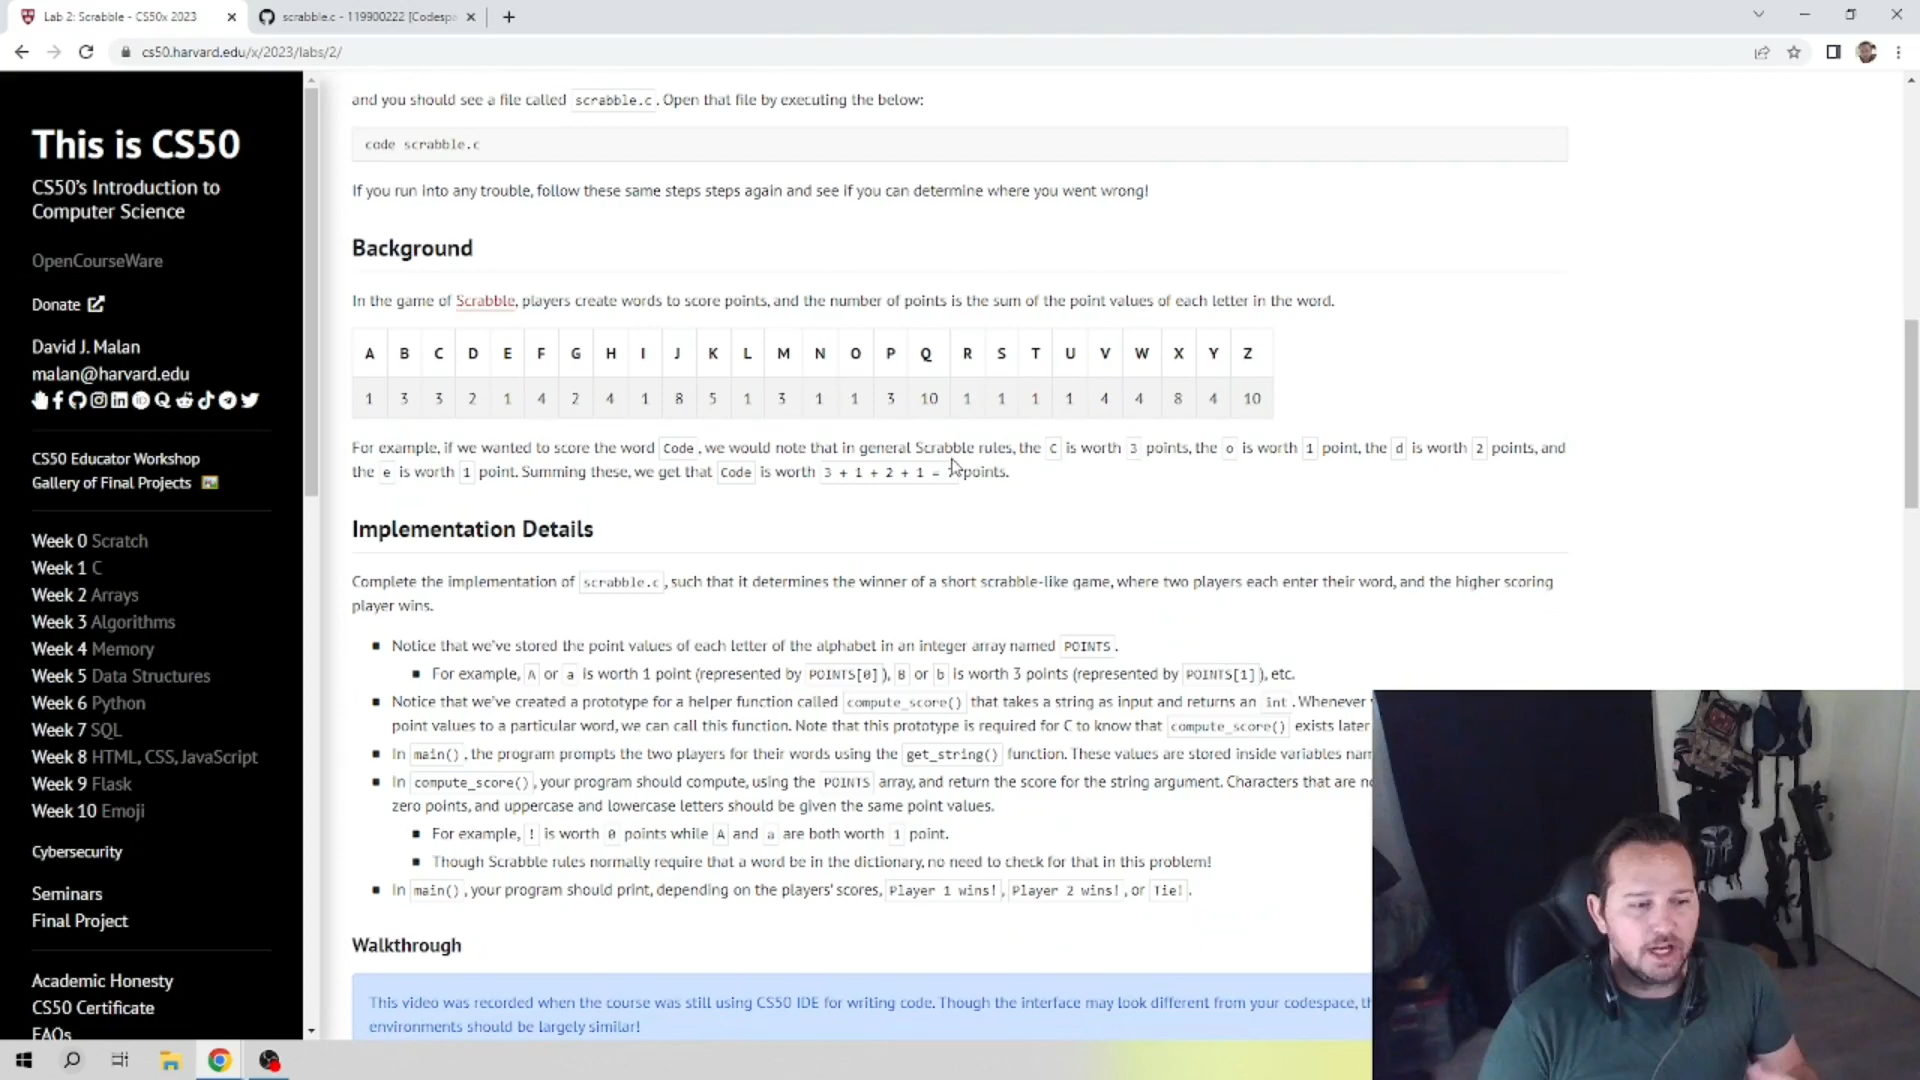 Lab 2: Scrabble - CS50x 2023
scrabble.c - 119900222 [Codesp
cs50.harvard.edu/x/2023/labs/2/
This is CS50
CS50's Introduction to
Computer Science
OpenCourseWare
Donate
David J. Malan
malan@harvard.edu
CS50 Educator Workshop
Gallery of Final Projects
Week 0 Scratch
Week 1 C
Week 2 Arrays
Week 3 Algorithms
Week 4 Memory
Week 5 Data Structures
Week 6 Python
Week 7 SQL
Week 8 HTML, CSS, JavaScript
Week 9 Flask
Week 10 Emoji
Cybersecurity
Seminars
Final Project
Academic Honesty
CS50 Certificate
FAQs
and you should see a file called scrabble.c. Open that file by executing the below:
code scrabble.c
If you run into any trouble, follow these same steps steps again and see if you can determine where you went wrong!
Background
In the game of Scrabble, players create words to score points, and the number of points is the sum of the point values of each letter in the word.
A B C D E F G H I J K L M N O P Q R S T U V W X Y Z
1 3 3 2 1 4 2 4 1 8 5 1 3 1 1 3 10 1 1 1 1 4 4 8 4 10
For example, if we wanted to score the word Code, we would note that in general Scrabble rules, the C is worth 3 points, the o is worth 1 point, the d is worth 2 points, and
the e is worth 1 point. Summing these, we get that Code is worth 3 + 1 + 2 + 1 = points.
Implementation Details
Complete the implementation of scrabble.c, such that it determines the winner of a short scrabble-like game, where two players each enter their word, and the higher scoring
player wins.
Notice that we've stored the point values of each letter of the alphabet in an integer array named POINTS.
For example, A or a is worth 1 point (represented by POINTS[0]), B or b is worth 3 points (represented by POINTS[1]), etc.
Notice that we've created a prototype for a helper function called compute_score() that takes a string as input and returns an int. Whenever
point values to a particular word, we can call this function. Note that this prototype is required for C to know that compute_score() exists later
In main(), the program prompts the two players for their words using the get_string() function. These values are stored inside variables nam
In compute_score(), your program should compute, using the POINTS array, and return the score for the string argument. Characters that are no
zero points, and uppercase and lowercase letters should be given the same point values.
For example, ! is worth 0 points while A and a are both worth 1 point.
Though Scrabble rules normally require that a word be in the dictionary, no need to check for that in this problem!
In main(), your program should print, depending on the players' scores, Player 1 wins!, Player 2 wins!, or Tie!.
Walkthrough
This video was recorded when the course was still using CS50 IDE for writing code. Though the interface may look different from your codespace, th
environments should be largely similar!